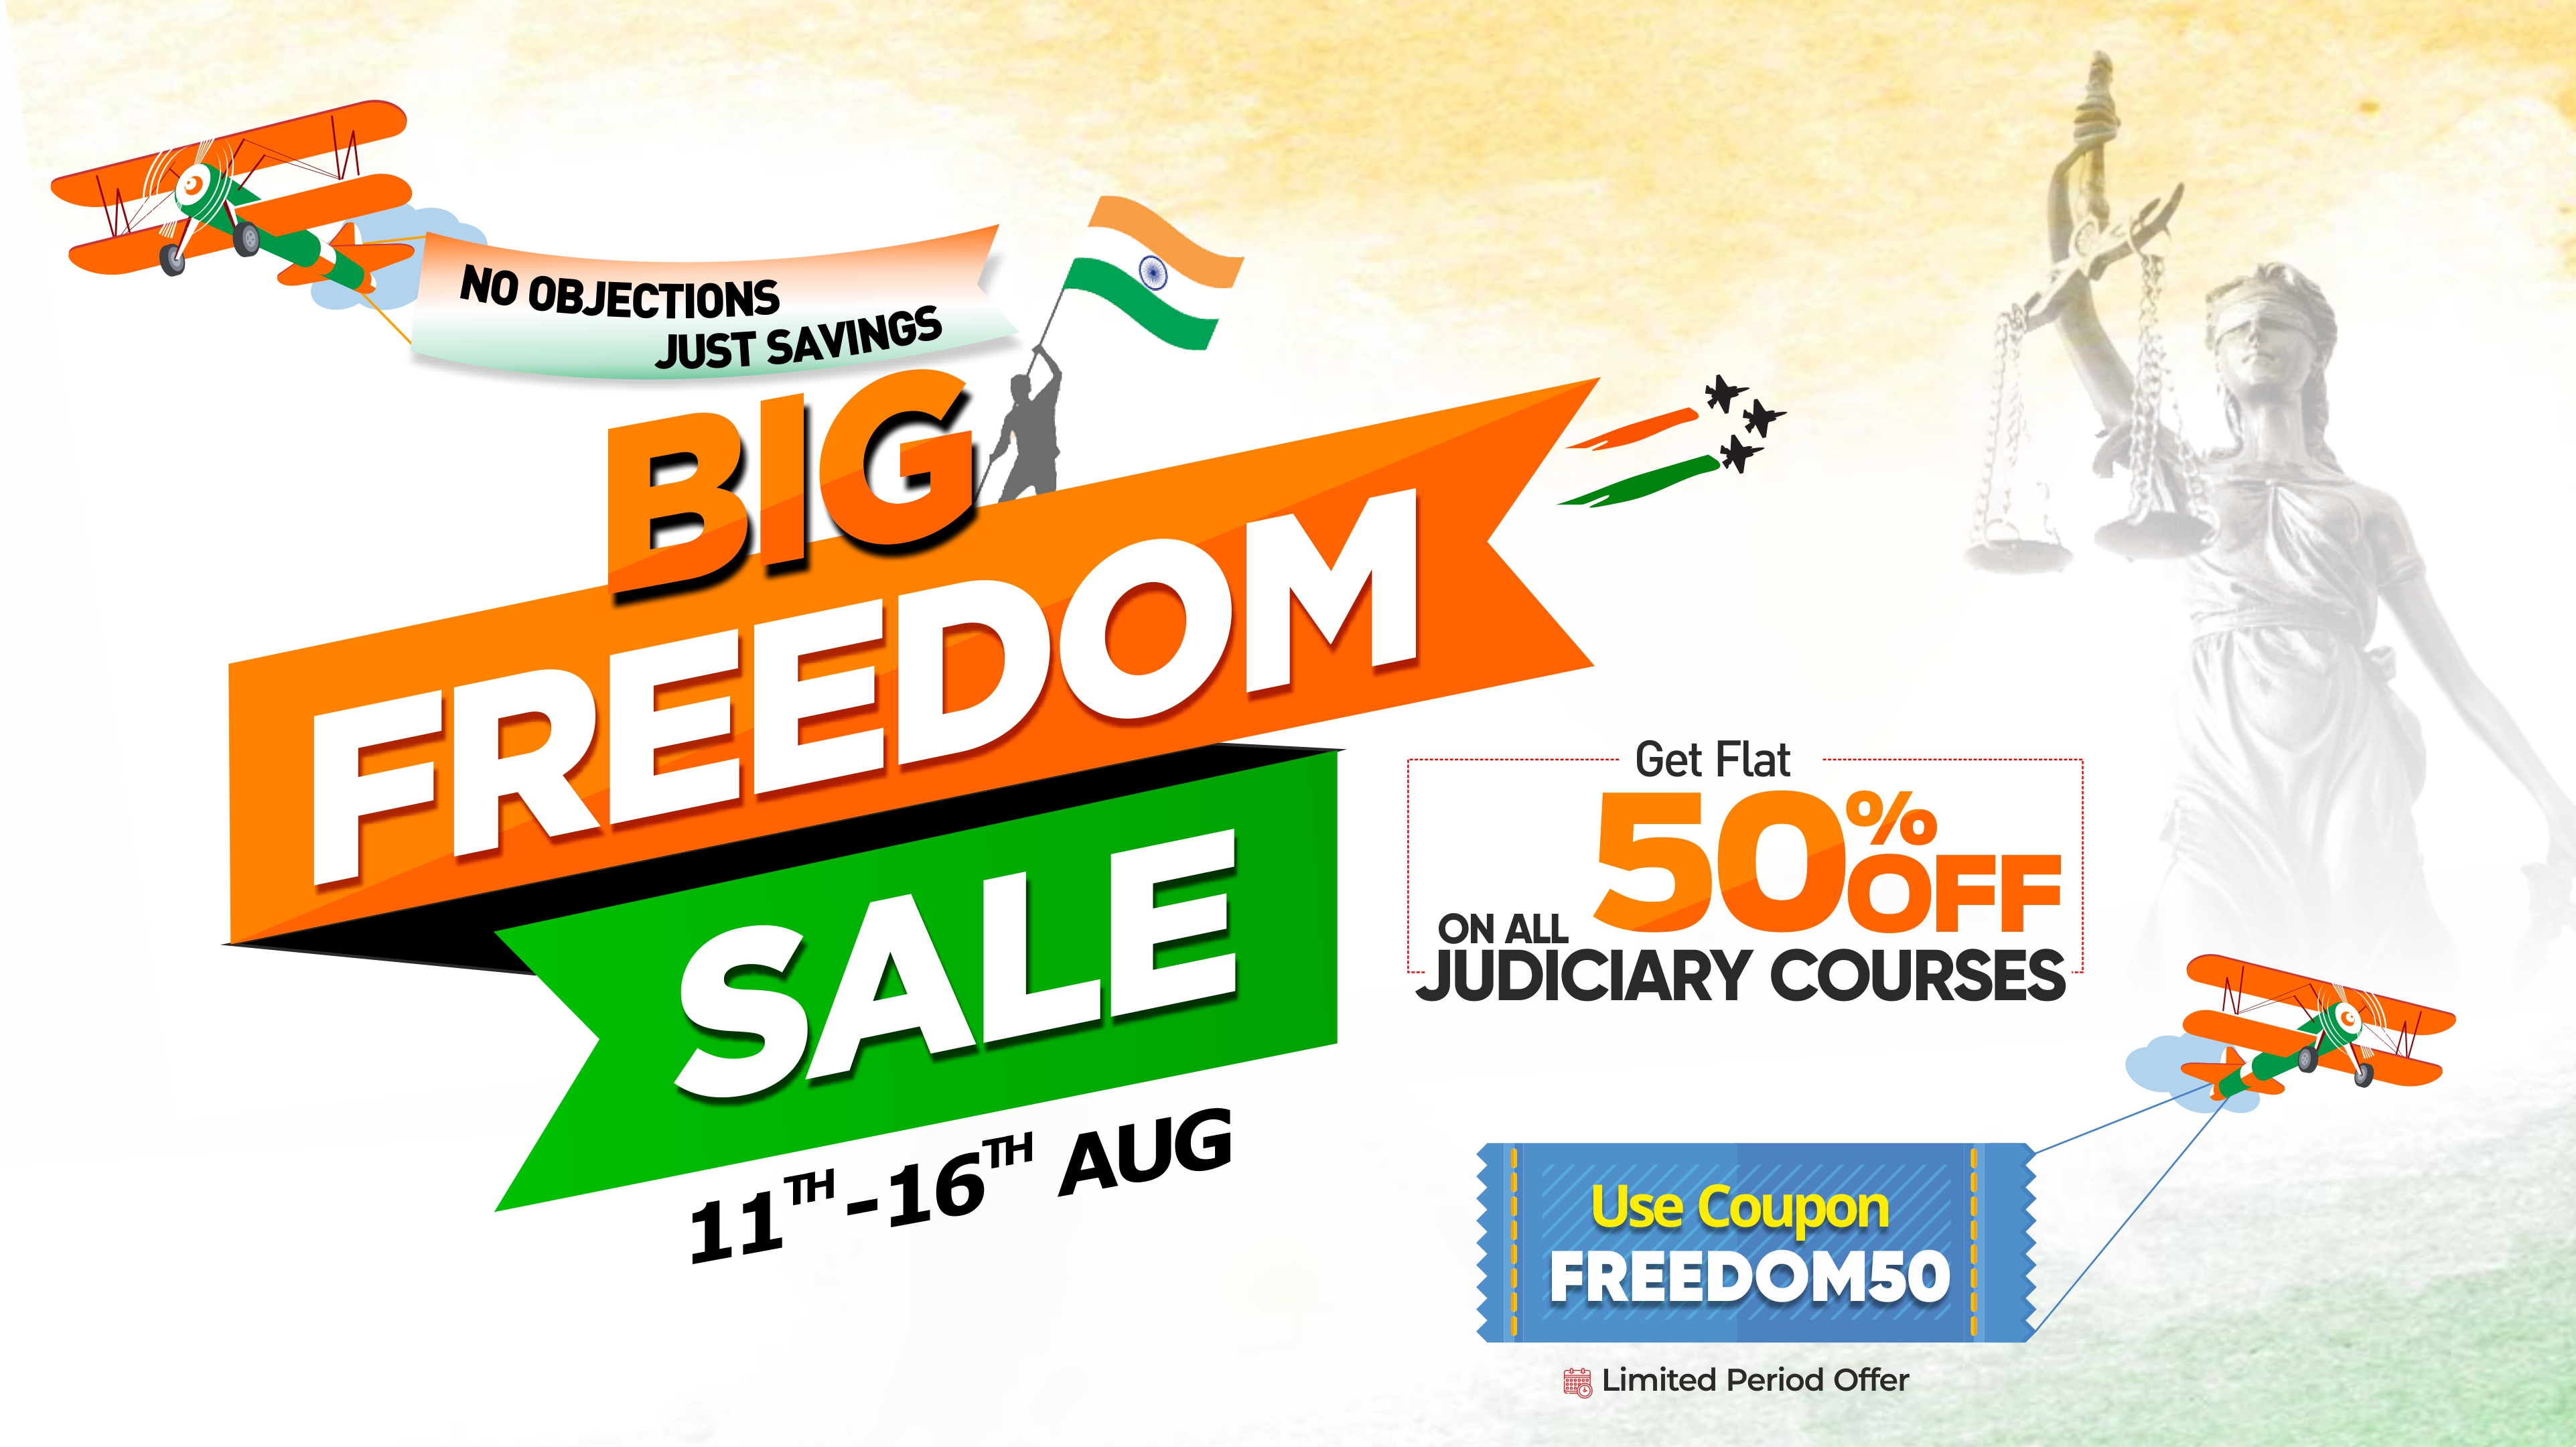 NO OBJECTIONS
JUST SAVINGS
BIG
FREEDOM
SALE
11TH-16TH AUG
Get Flat
50% OFF
ON ALL
JUDICIARY COURSES
Use Coupon
FREEDOM50
Limited Period Offer